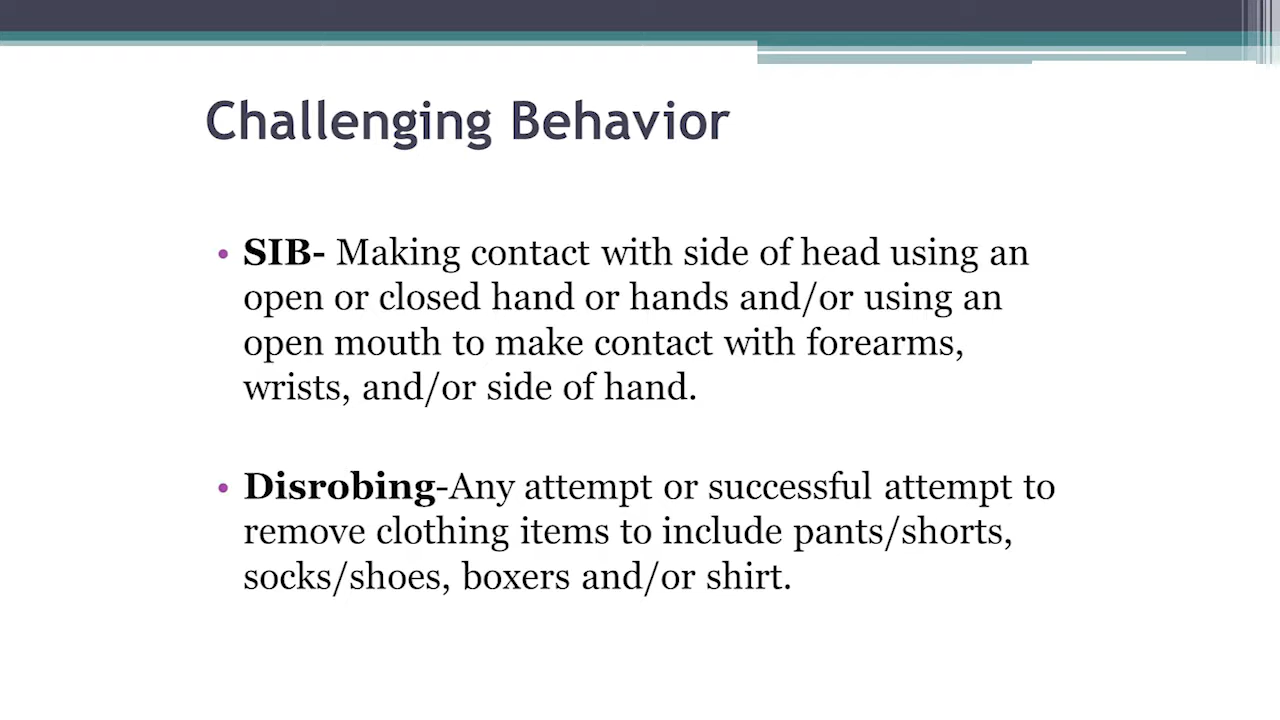 Challenging Behavior
• SIB- Making contact with side of head using an
open or closed hand or hands and/or using an
open mouth to make contact with forearms,
wrists, and/or side of hand.
• Disrobing-Any attempt or successful attempt to
remove clothing items to include pants/shorts,
socks/shoes, boxers and/or shirt.